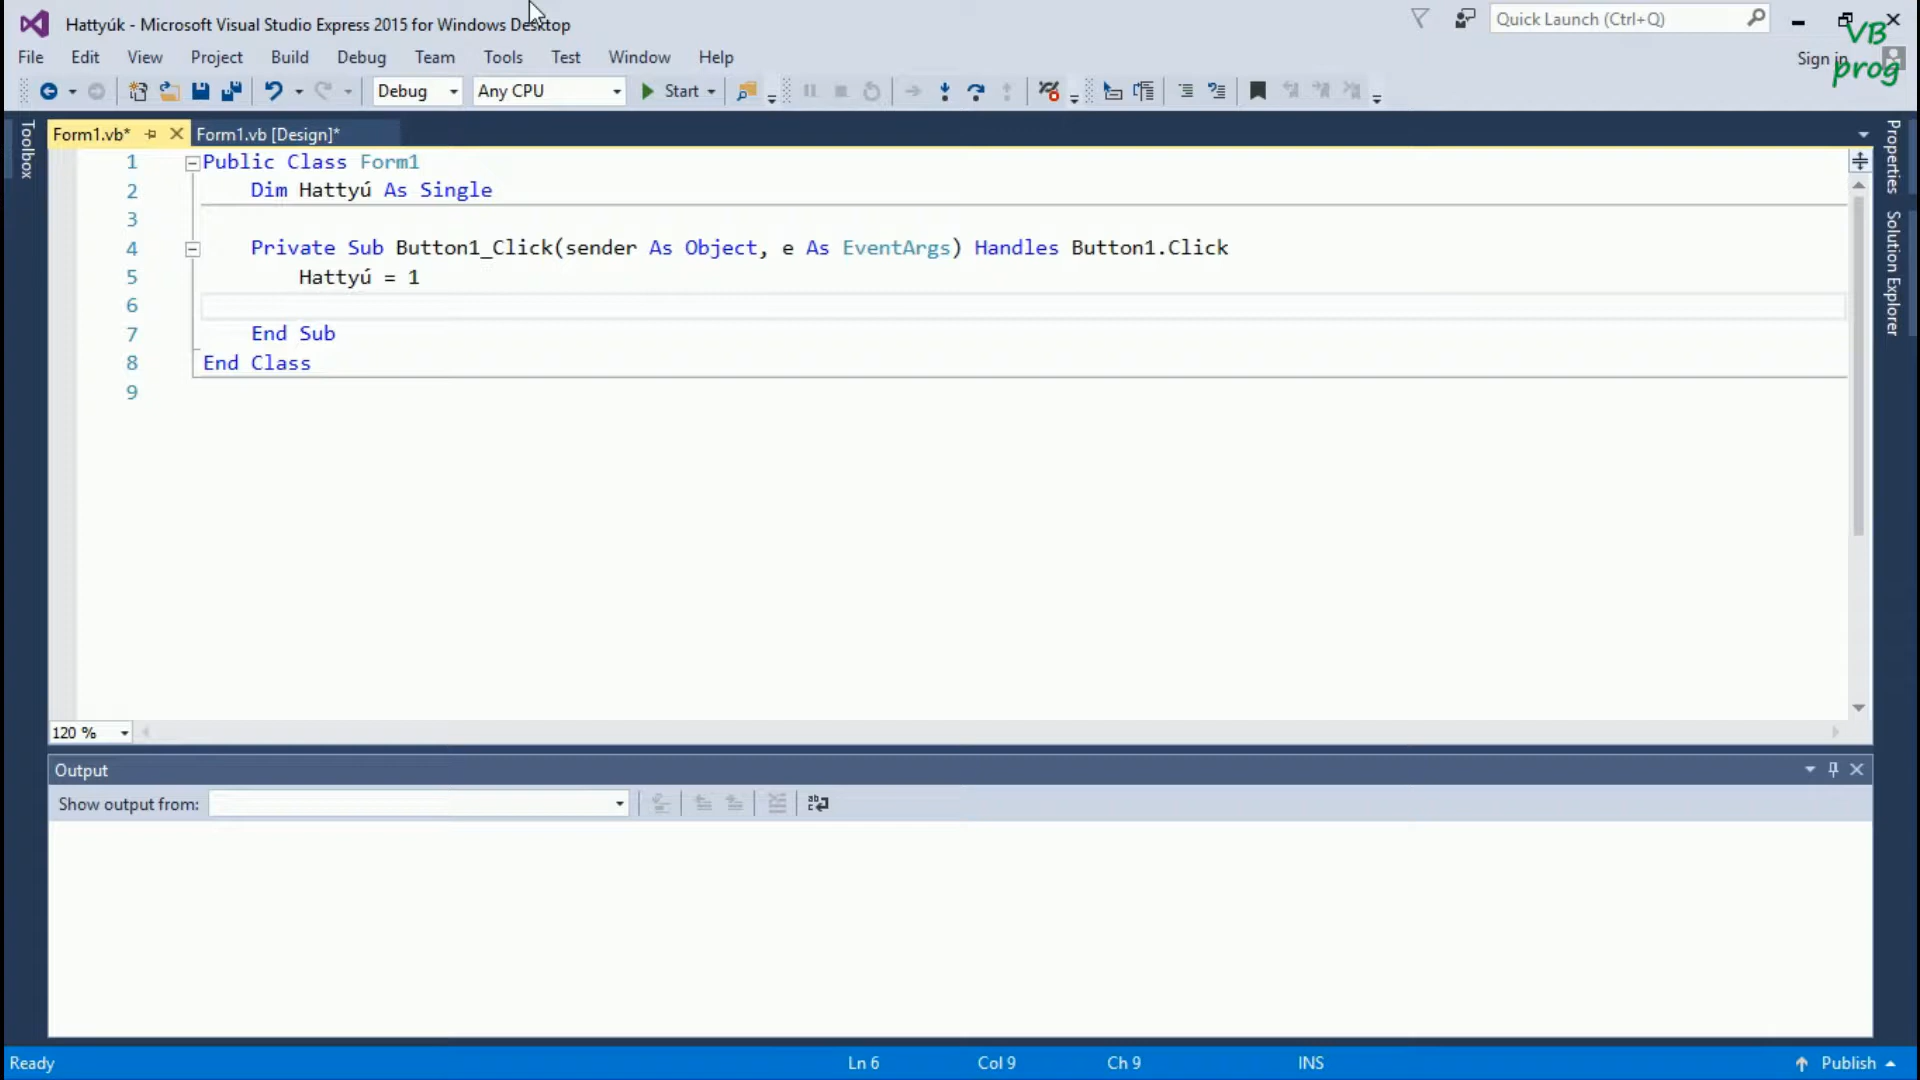 Hattyúk - Microsoft Visual Studio Express 2015 for Windows Desktop
Quick Launch (Ctrl+Q)
VB
prog
File Edit View Project Build Debug Team Tools Test Window Help
Sign in
Debug Any CPU Start
Toolbox
Form1.vb* Form1.vb [Design]*
Properties
Solution Explorer
1 Public Class Form1
2 Dim Hattyú As Single
3
4 Private Sub Button1_Click(sender As Object, e As EventArgs) Handles Button1.Click
5 Hattyú = 1
6
7 End Sub
8 End Class
9
120 %
Output
Show output from:
Ready Ln 6 Col 9 Ch 9 INS Publish